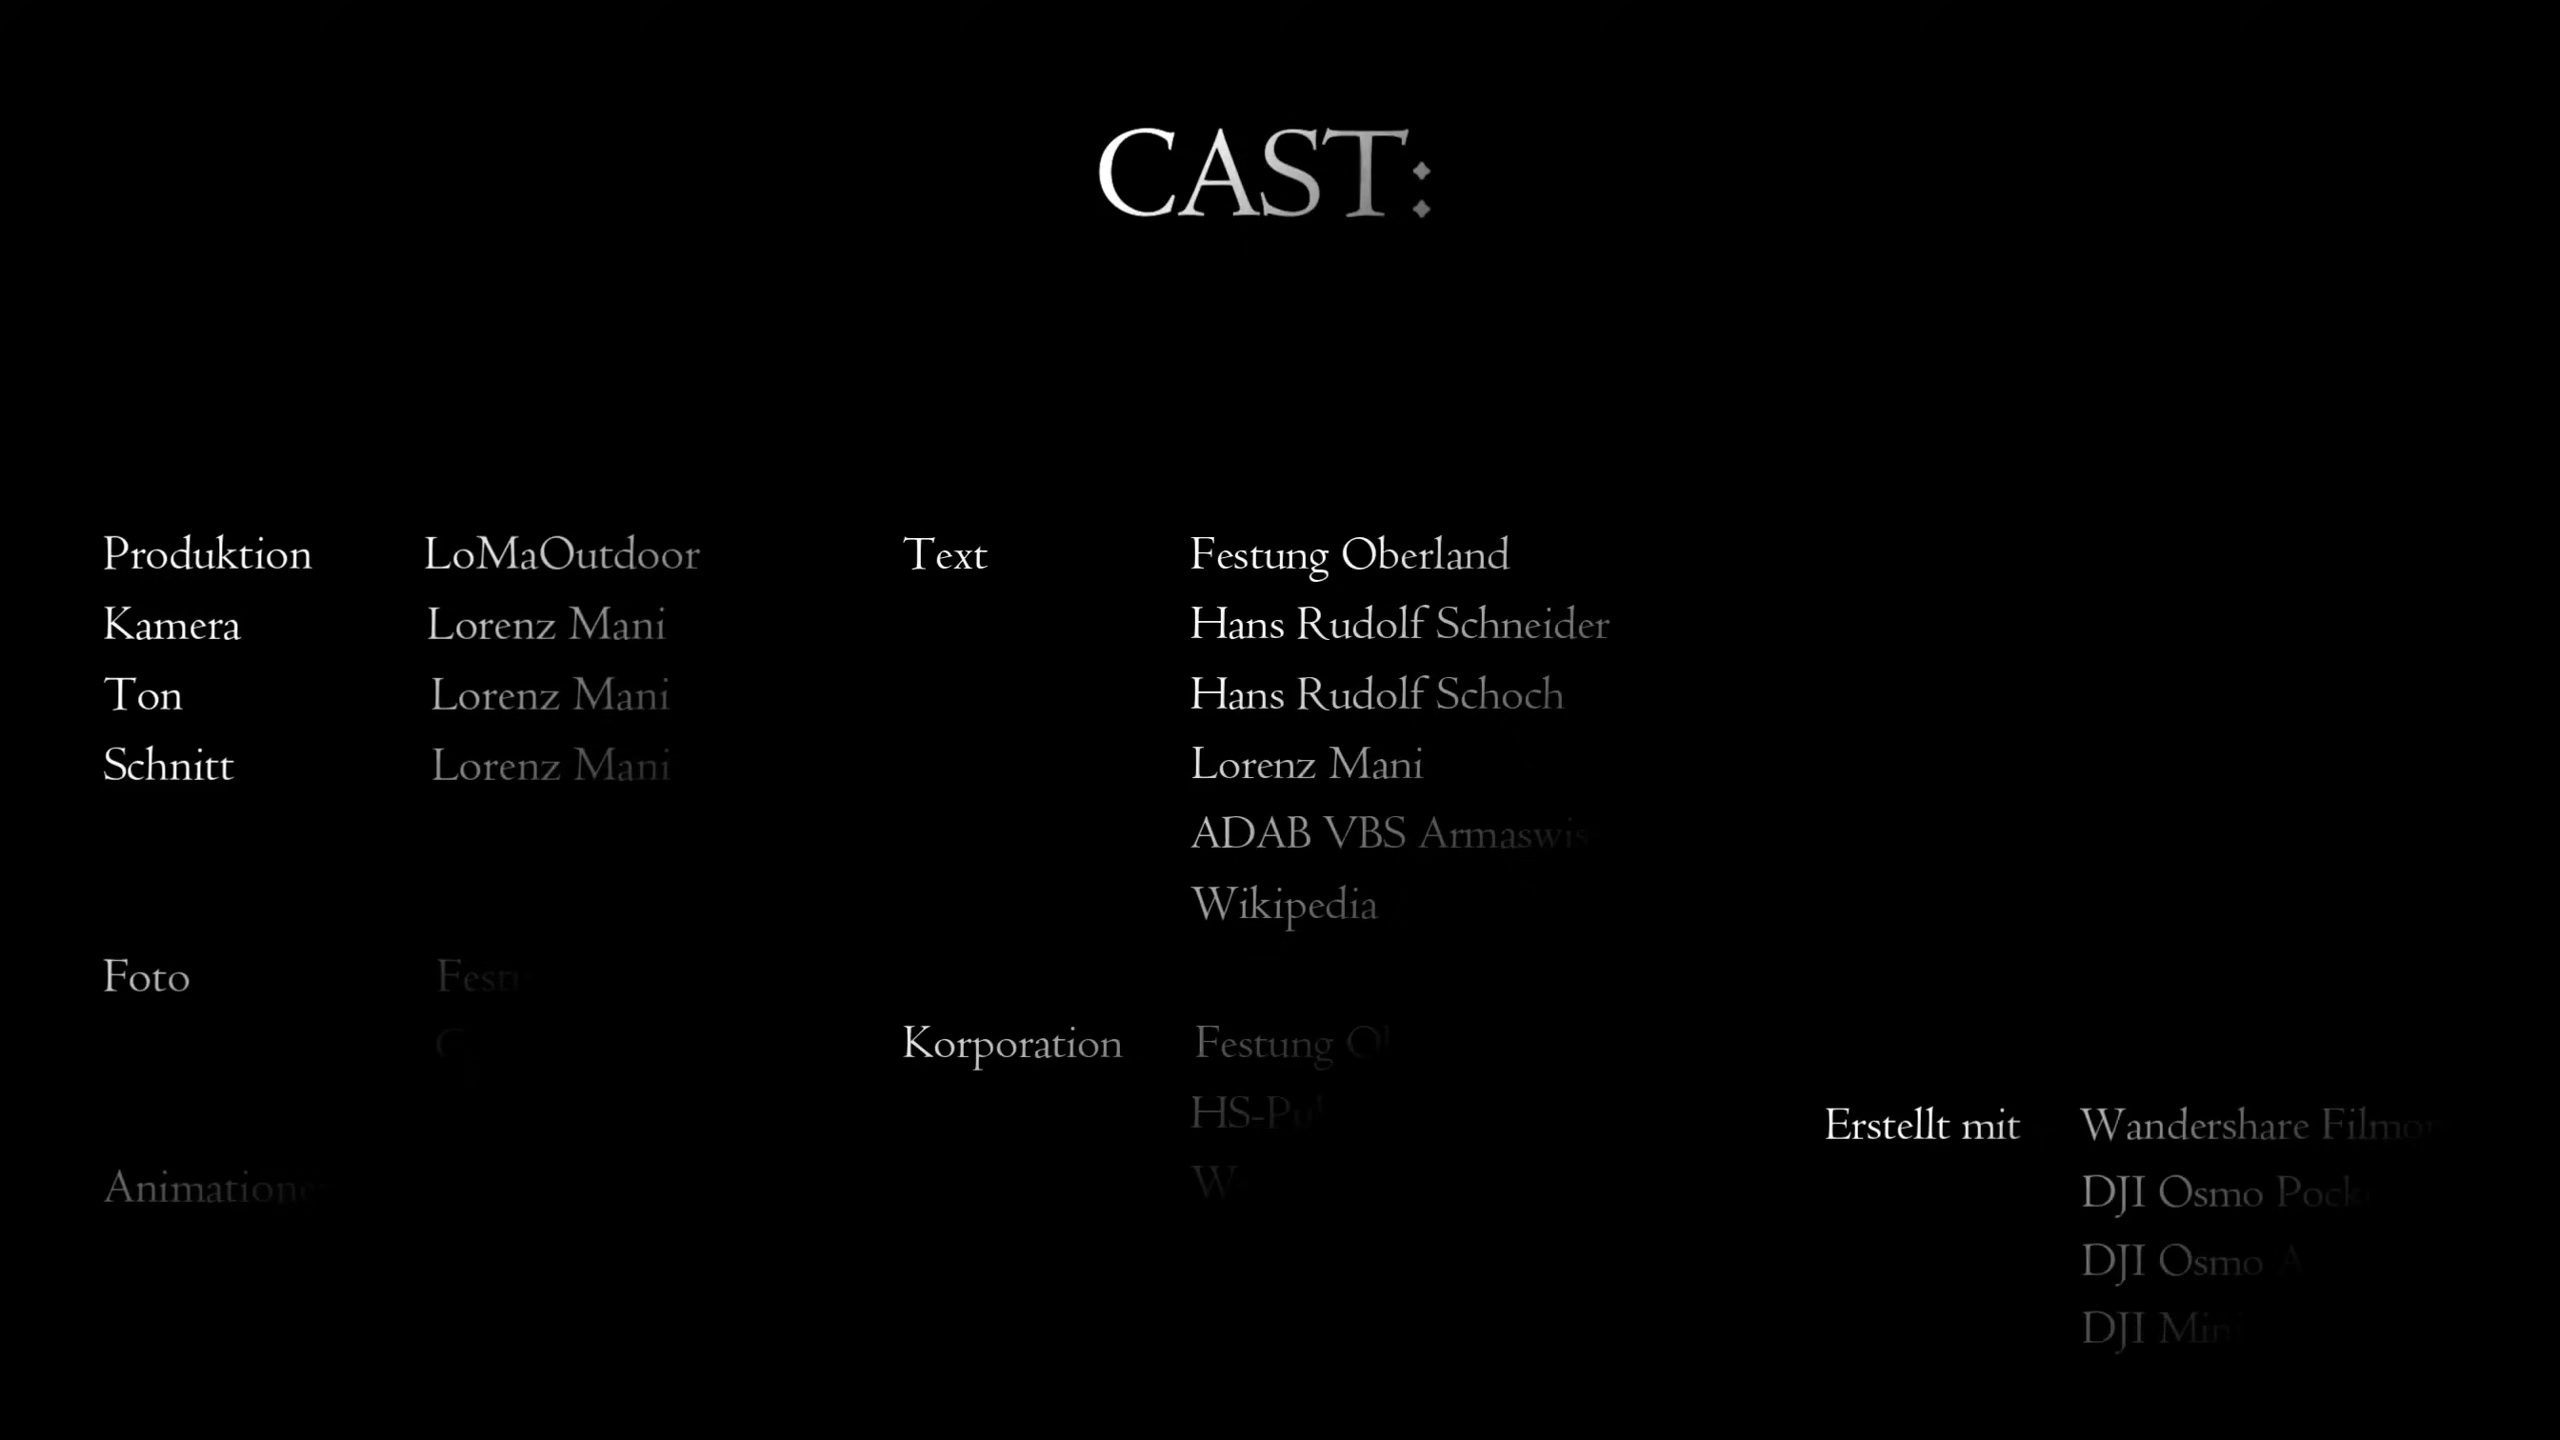 CAST:
Produktion LoMaOutdoor
Kamera Lorenz Mani
Ton Lorenz Mani
Schnitt Lorenz Mani
Foto
Text Festung Oberland
Hans Rudolf Schneider
Hans Rudolf Schoch
Lorenz Mani
ADAB VBS
Wikipedia
Korporation Festung
Erstellt mit Wandershare
DJI Osmo
DJI Osmo
DJI